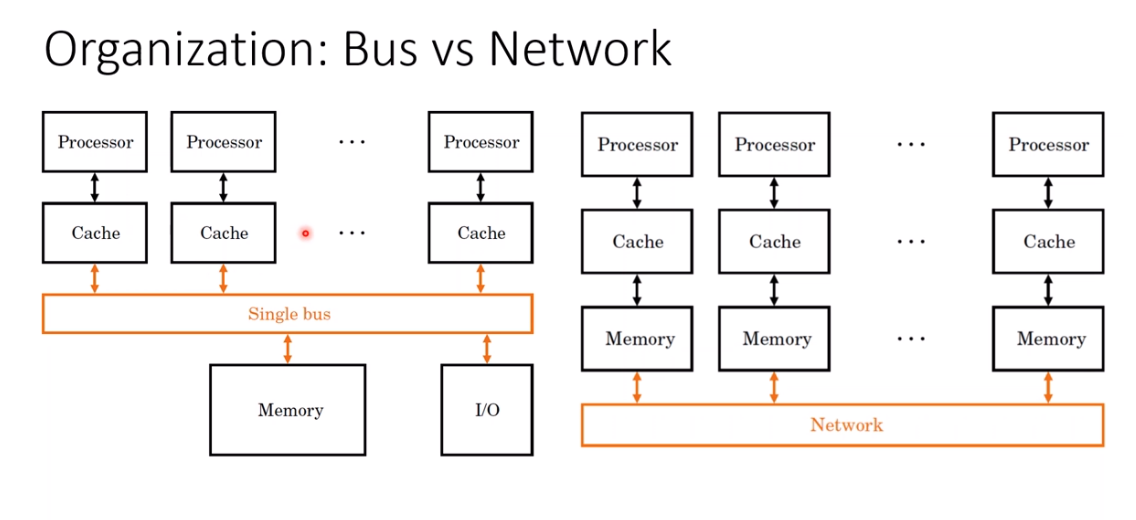 Organization: Bus vs Network
Processor Processor ... Processor
Cache Cache ... Cache
Single bus
Memory I/O
Processor Processor ... Processor
Cache Cache ... Cache
Memory Memory ... Memory
Network